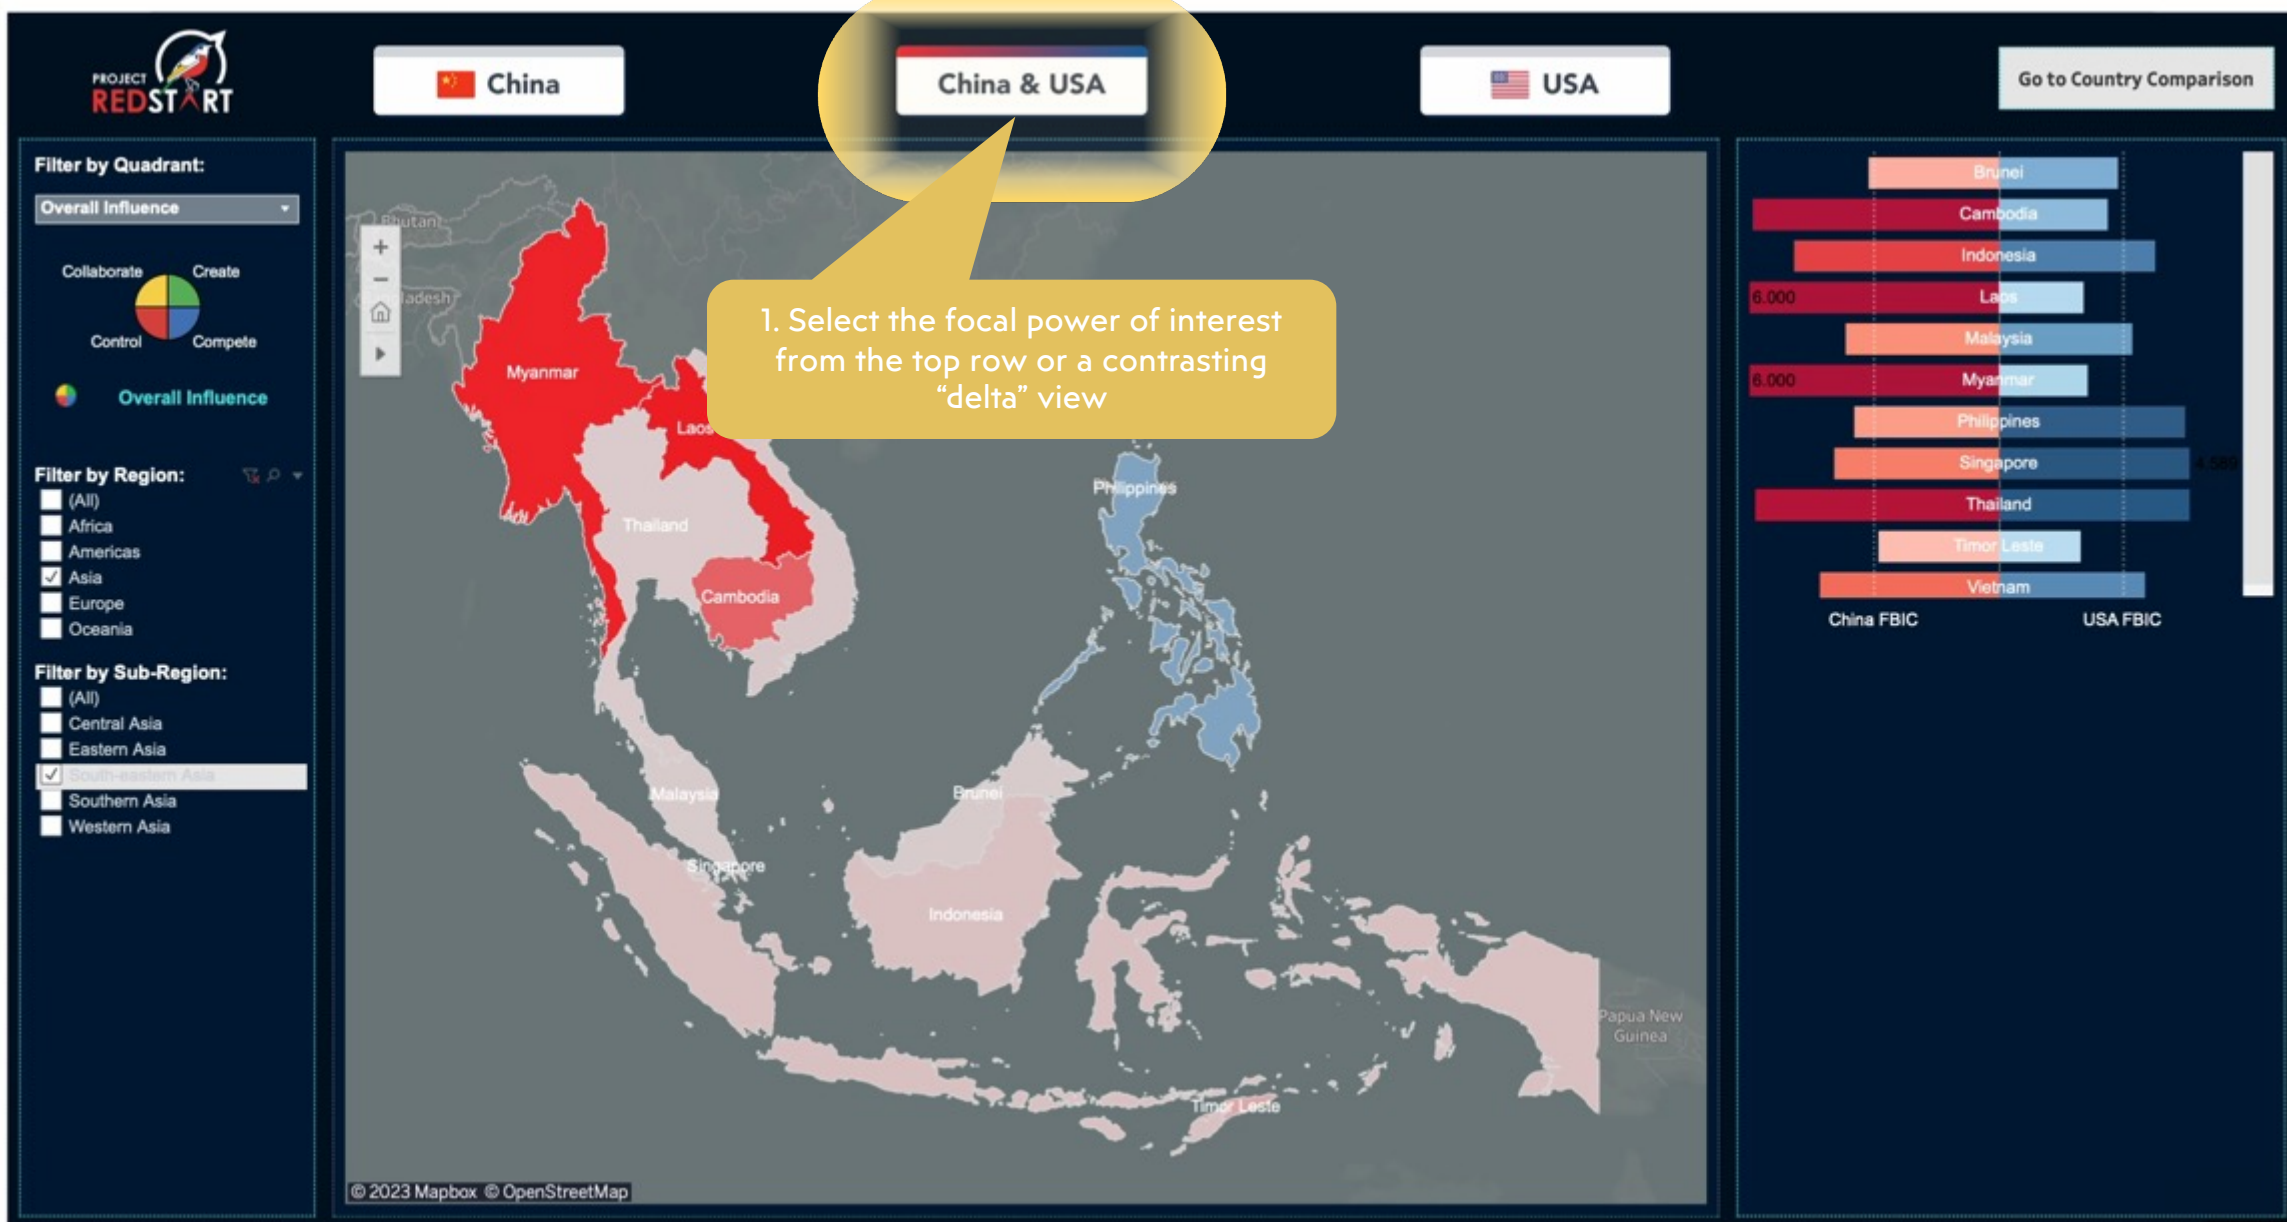 PROJECT
REDSTART
China
China & USA
USA
Go to Country Comparison
Filter by Quadrant:
Overall Influence
Collaborate
Create
Control
Compete
Overall Influence
Filter by Region:
(All)
Africa
Americas
Asia
Europe
Oceania
Filter by Sub-Region:
(All)
Central Asia
Eastern Asia
South-eastern Asia
Southern Asia
Western Asia
1. Select the focal power of interest
from the top row or a contrasting
“delta” view
Bhutan
ladesh
Myanmar
Laos
Thailand
Cambodia
Philippines
Malaysia
Brunei
Singapore
Indonesia
Papua New
Guinea
Timor Leste
© 2023 Mapbox © OpenStreetMap
Brunei
Cambodia
Indonesia
6.000 Laos
Malaysia
6.000 Myanmar
Philippines
Singapore 4.589
Thailand
Timor Leste
Vietnam
China FBIC
USA FBIC